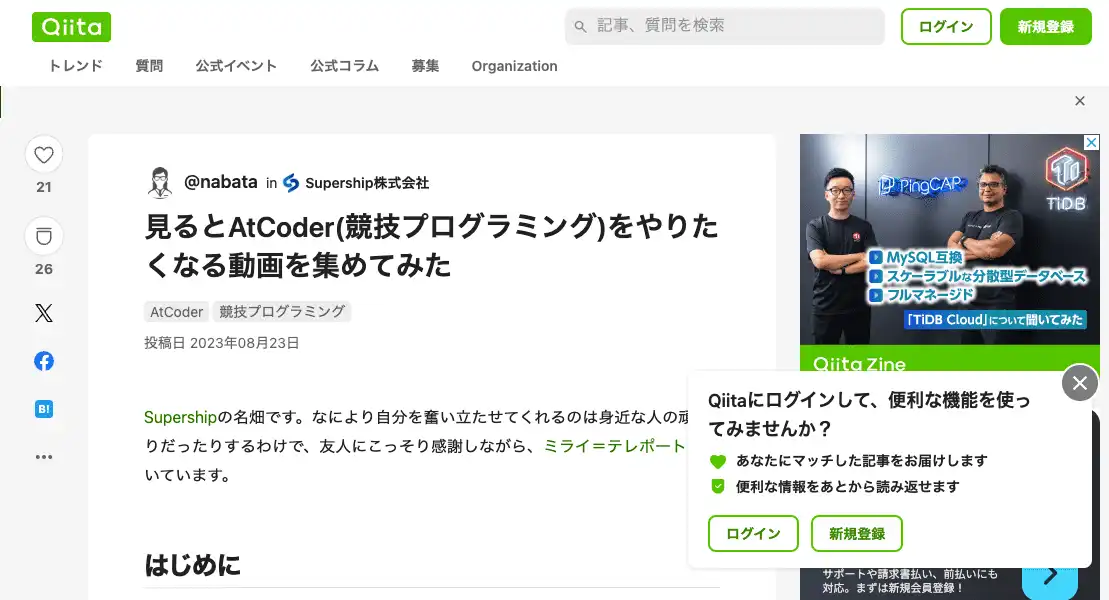 Qiita
記事、質問を検索
ログイン
新規登録
トレンド 質問 公式イベント 公式コラム 募集 Organization
21
26
B!
@nabata in Supership株式会社
見るとAtCoder(競技プログラミング)をやりた
くなる動画を集めてみた
AtCoder 競技プログラミング
投稿日 2023年08月23日
Supershipの名畑です。なにより自分を奮い立たせてくれるのは身近な人の頑
りだったりするわけで、友人にこっそり感謝しながら、ミライ＝テレポート
いています。
はじめに
PingCAP
TiDB
MySQL互換
スケーラブルな分散型データベース
フルマネージド
「TiDB Cloud」について聞いてみた
Qiita Zine
Qiitaにログインして、便利な機能を使っ
てみませんか？
あなたにマッチした記事をお届けします
便利な情報をあとから読み返せます
ログイン 新規登録
サポートや請求書払い、前払いにも
対応。まずは新規会員登録！